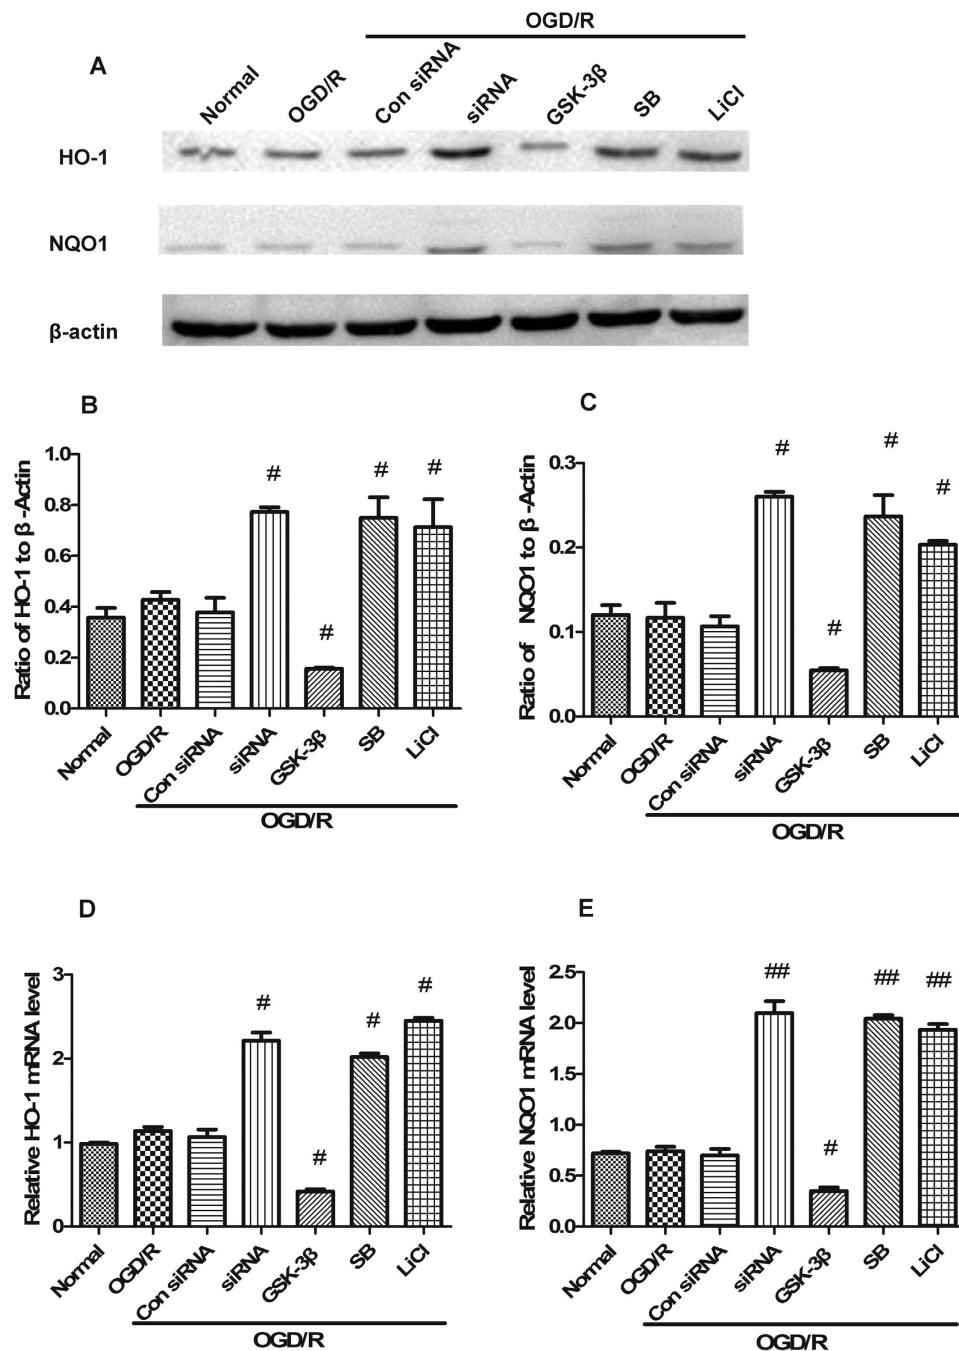 OGD/R
A
Normal
OGD/R
Con siRNA
siRNA
GSK-3β
SB
LiCl
HO-1
NQO1
β-actin
B
Ratio of HO-1 to β -Actin
1.0
0.8
0.6
0.4
0.2
0.0
#
#
#
#
Normal
OGD/R
Con siRNA
siRNA
GSK-3β
SB
LiCl
OGD/R
C
Ratio of NQO1 to β -Actin
0.3
0.2
0.1
0.0
#
#
#
#
Normal
OGD/R
Con siRNA
siRNA
GSK-3β
SB
LiCl
OGD/R
D
Relative HO-1 mRNA level
3
2
1
0
#
#
#
#
Normal
OGD/R
Con siRNA
siRNA
GSK-3β
SB
LiCl
OGD/R
E
Relative NQO1 mRNA level
2.5
2.0
1.5
1.0
0.5
0.0
##
#
##
##
Normal
OGD/R
Con siRNA
siRNA
GSK-3β
SB
LiCl
OGD/R